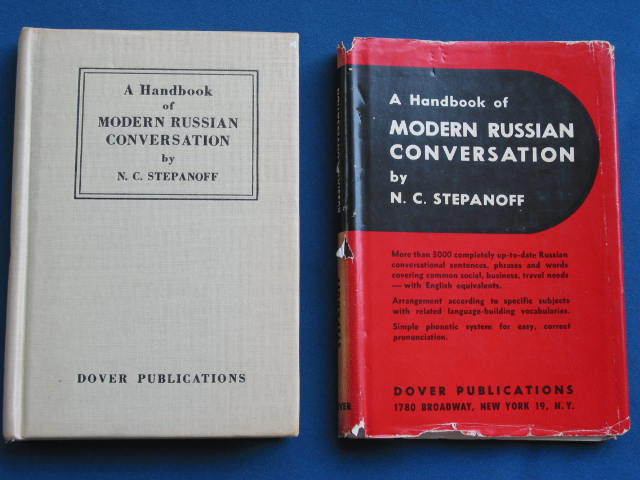 A Handbook
of
MODERN RUSSIAN
CONVERSATION
by
N. C. STEPANOFF
DOVER PUBLICATIONS
A Handbook of
MODERN RUSSIAN
CONVERSATION
by
N. C. STEPANOFF
More than 5000 completely up-to-date Russian
conversational sentences, phrases and words
covering common social, business, travel needs
— with English equivalents.
Arrangement according to specific subjects
with related language-building vocabularies.
Simple phonetic system for easy, correct
pronunciation.
DOVER PUBLICATIONS
1780 BROADWAY, NEW YORK 19, N. Y.
RUSSIAN CONVERSATION